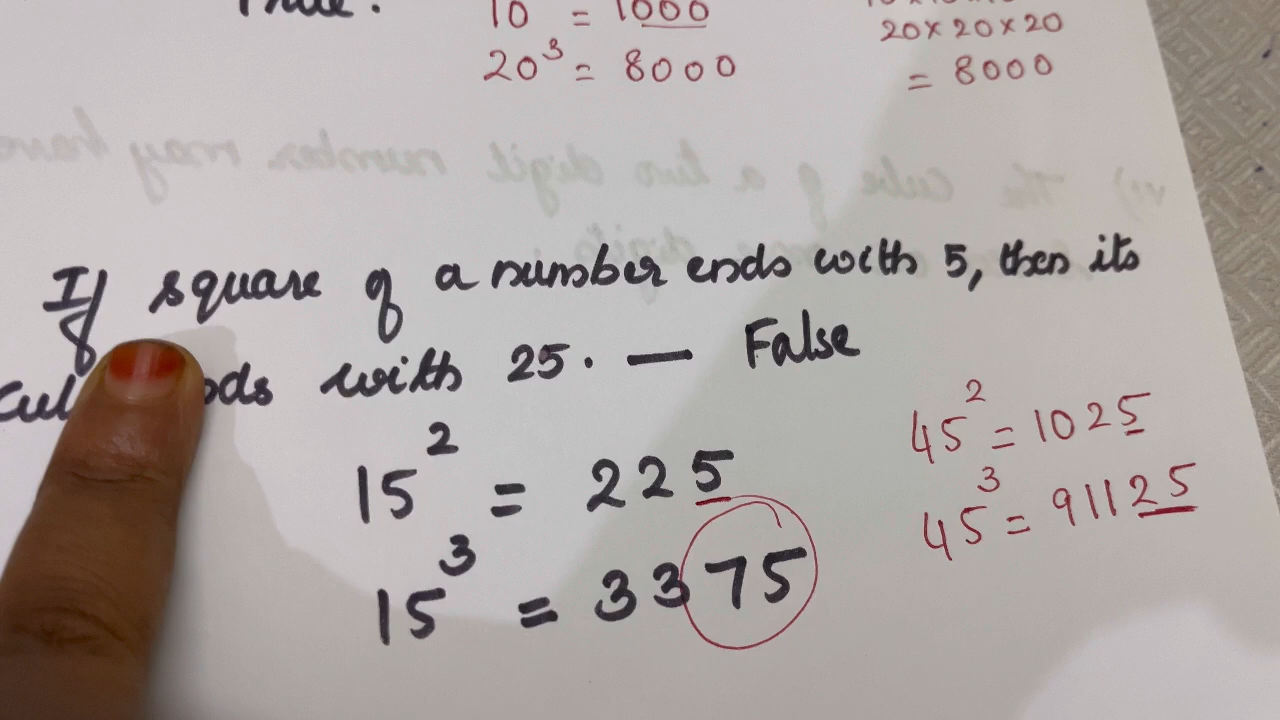 10 = 1000
20³ = 8000
20 × 20 × 20
= 8000
If square of a number ends with 5, then its
ends with 25. — False
15² = 225
15³ = 3375
45² = 1025
45³ = 91125